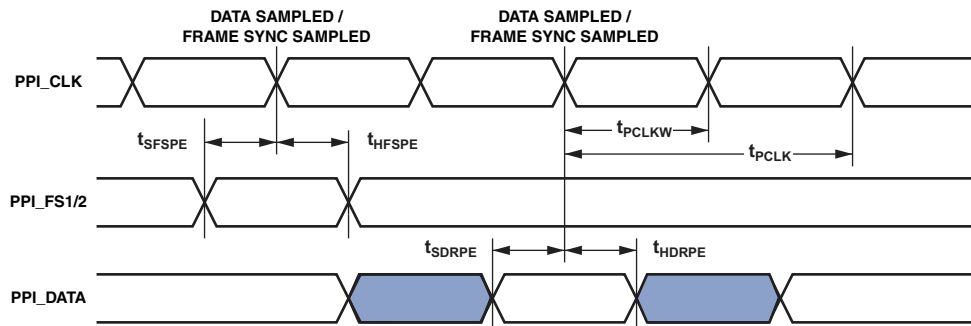 DATA SAMPLED /
FRAME SYNC SAMPLED
DATA SAMPLED /
FRAME SYNC SAMPLED
PPI_CLK
tSFSPE
tHFSPE
tPCLKW
tPCLK
PPI_FS1/2
tSDRPE
tHDRPE
PPI_DATA